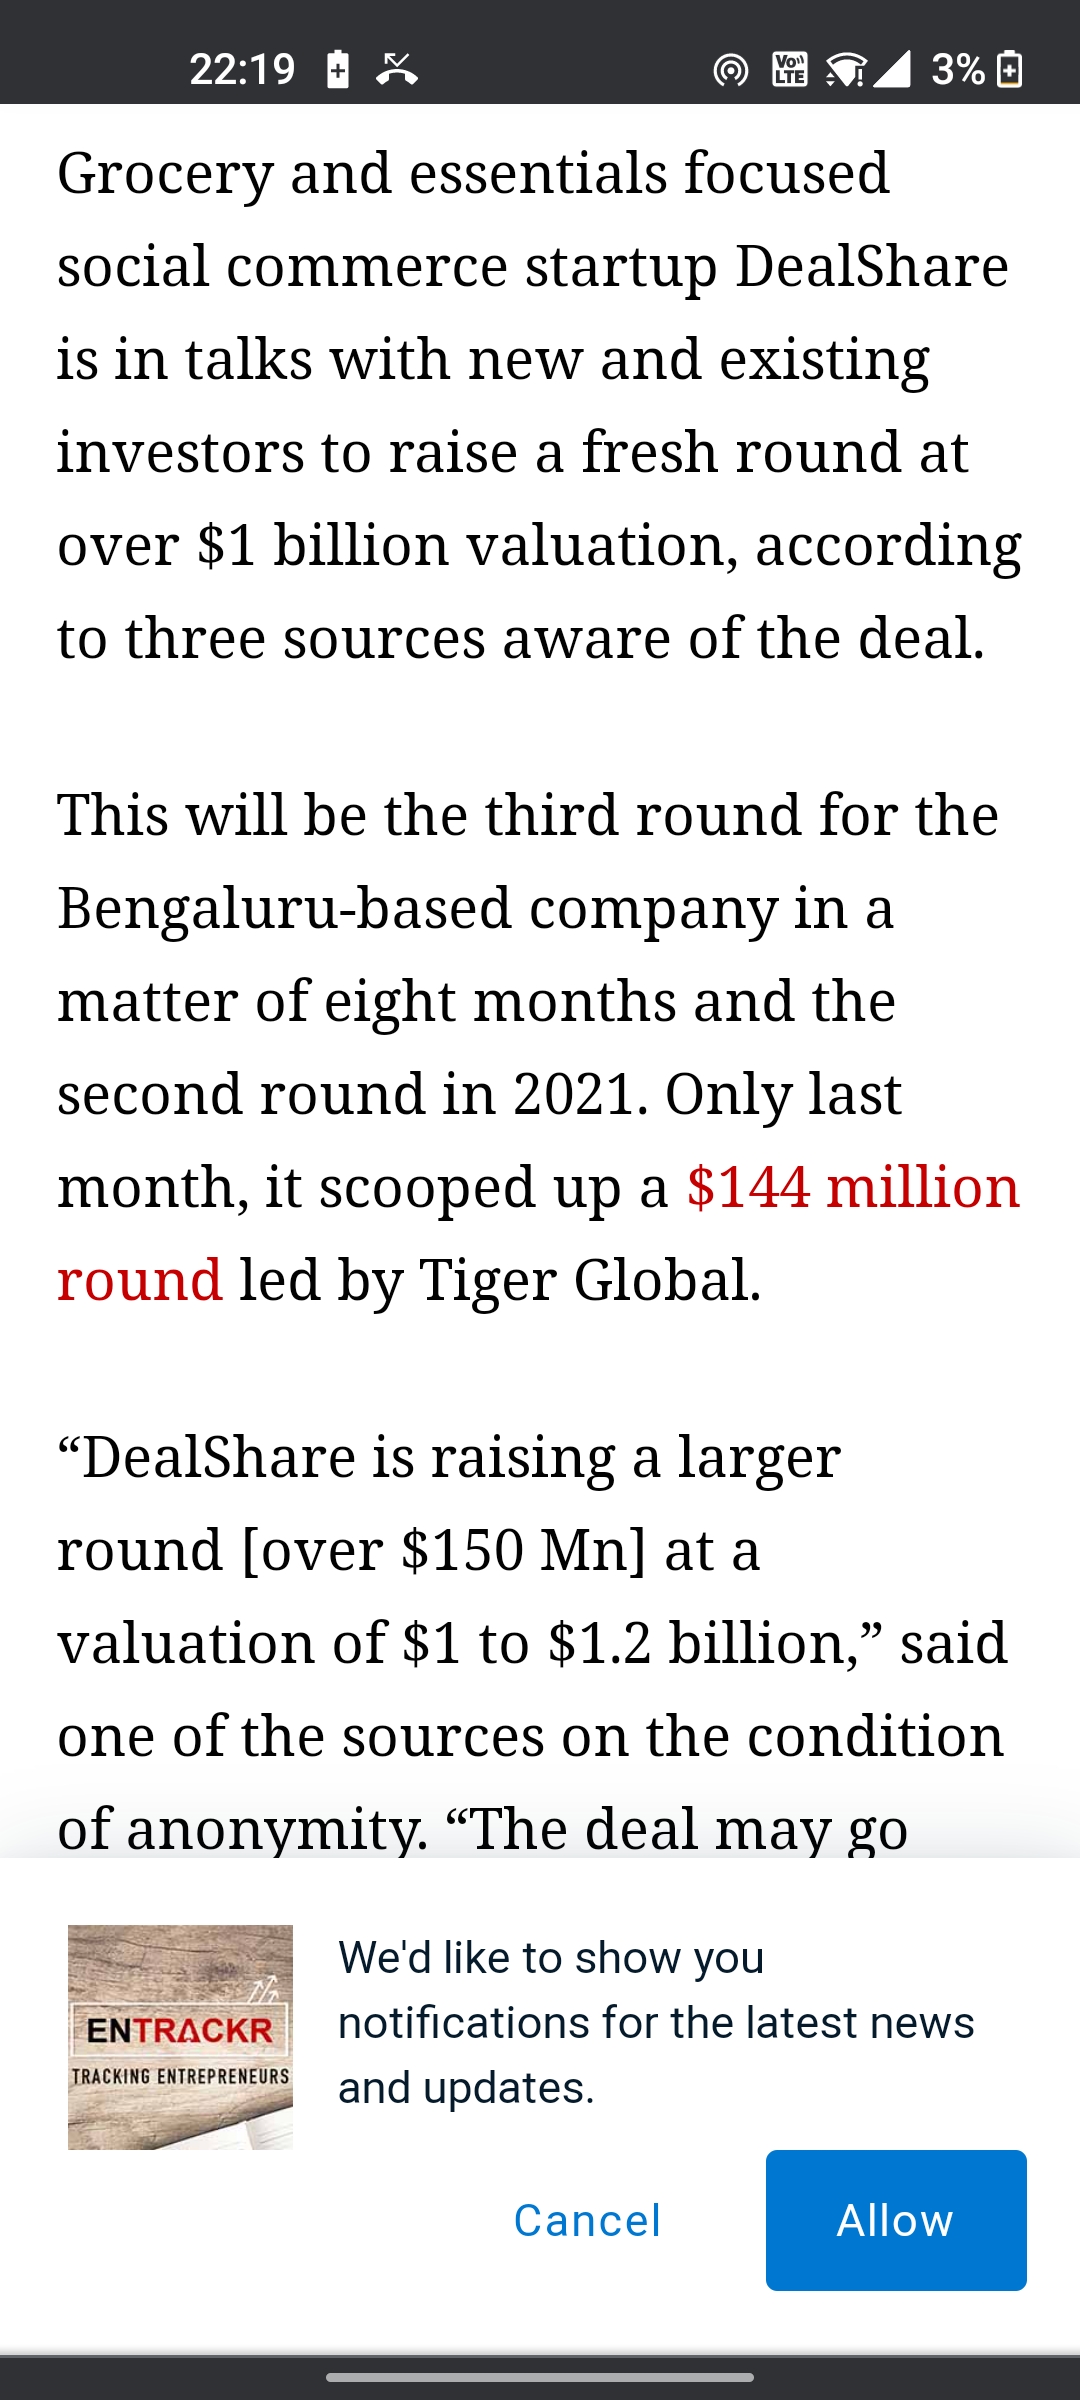 22:19
Vo))
LTE
3%
Grocery and essentials focused
social commerce startup DealShare
is in talks with new and existing
investors to raise a fresh round at
over $1 billion valuation, according
to three sources aware of the deal.
This will be the third round for the
Bengaluru-based company in a
matter of eight months and the
second round in 2021. Only last
month, it scooped up a $144 million
round led by Tiger Global.
“DealShare is raising a larger
round [over $150 Mn] at a
valuation of $1 to $1.2 billion,” said
one of the sources on the condition
of anonymity. “The deal may go
ENTRACKR
TRACKING ENTREPRENEURS
We'd like to show you
notifications for the latest news
and updates.
Cancel
Allow